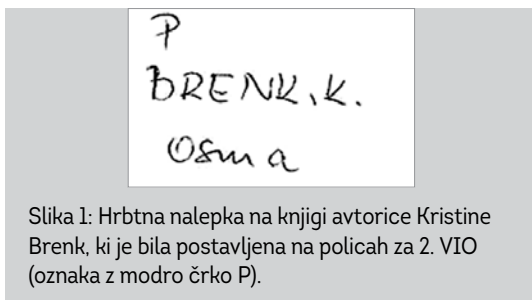 P
BRENK, K.
Osma
Slika 1: Hrbtna nalepka na knjigi avtorice Kristine
Brenk, ki je bila postavljena na policah za 2. VIO
(oznaka z modro črko P).